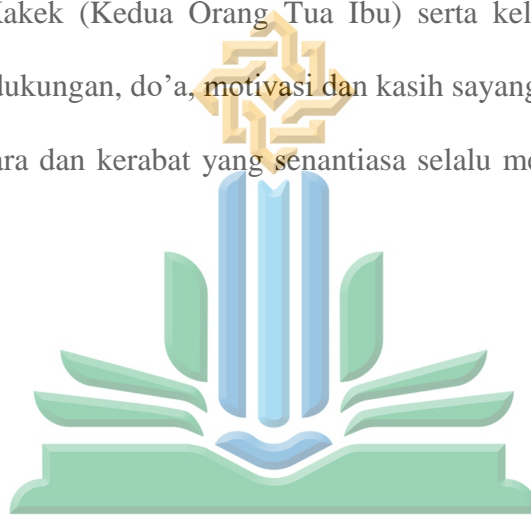 Kakek (Kedua Orang Tua Ibu) serta kel
dukungan, do’a, motivasi dan kasih sayang
ara dan kerabat yang senantiasa selalu me